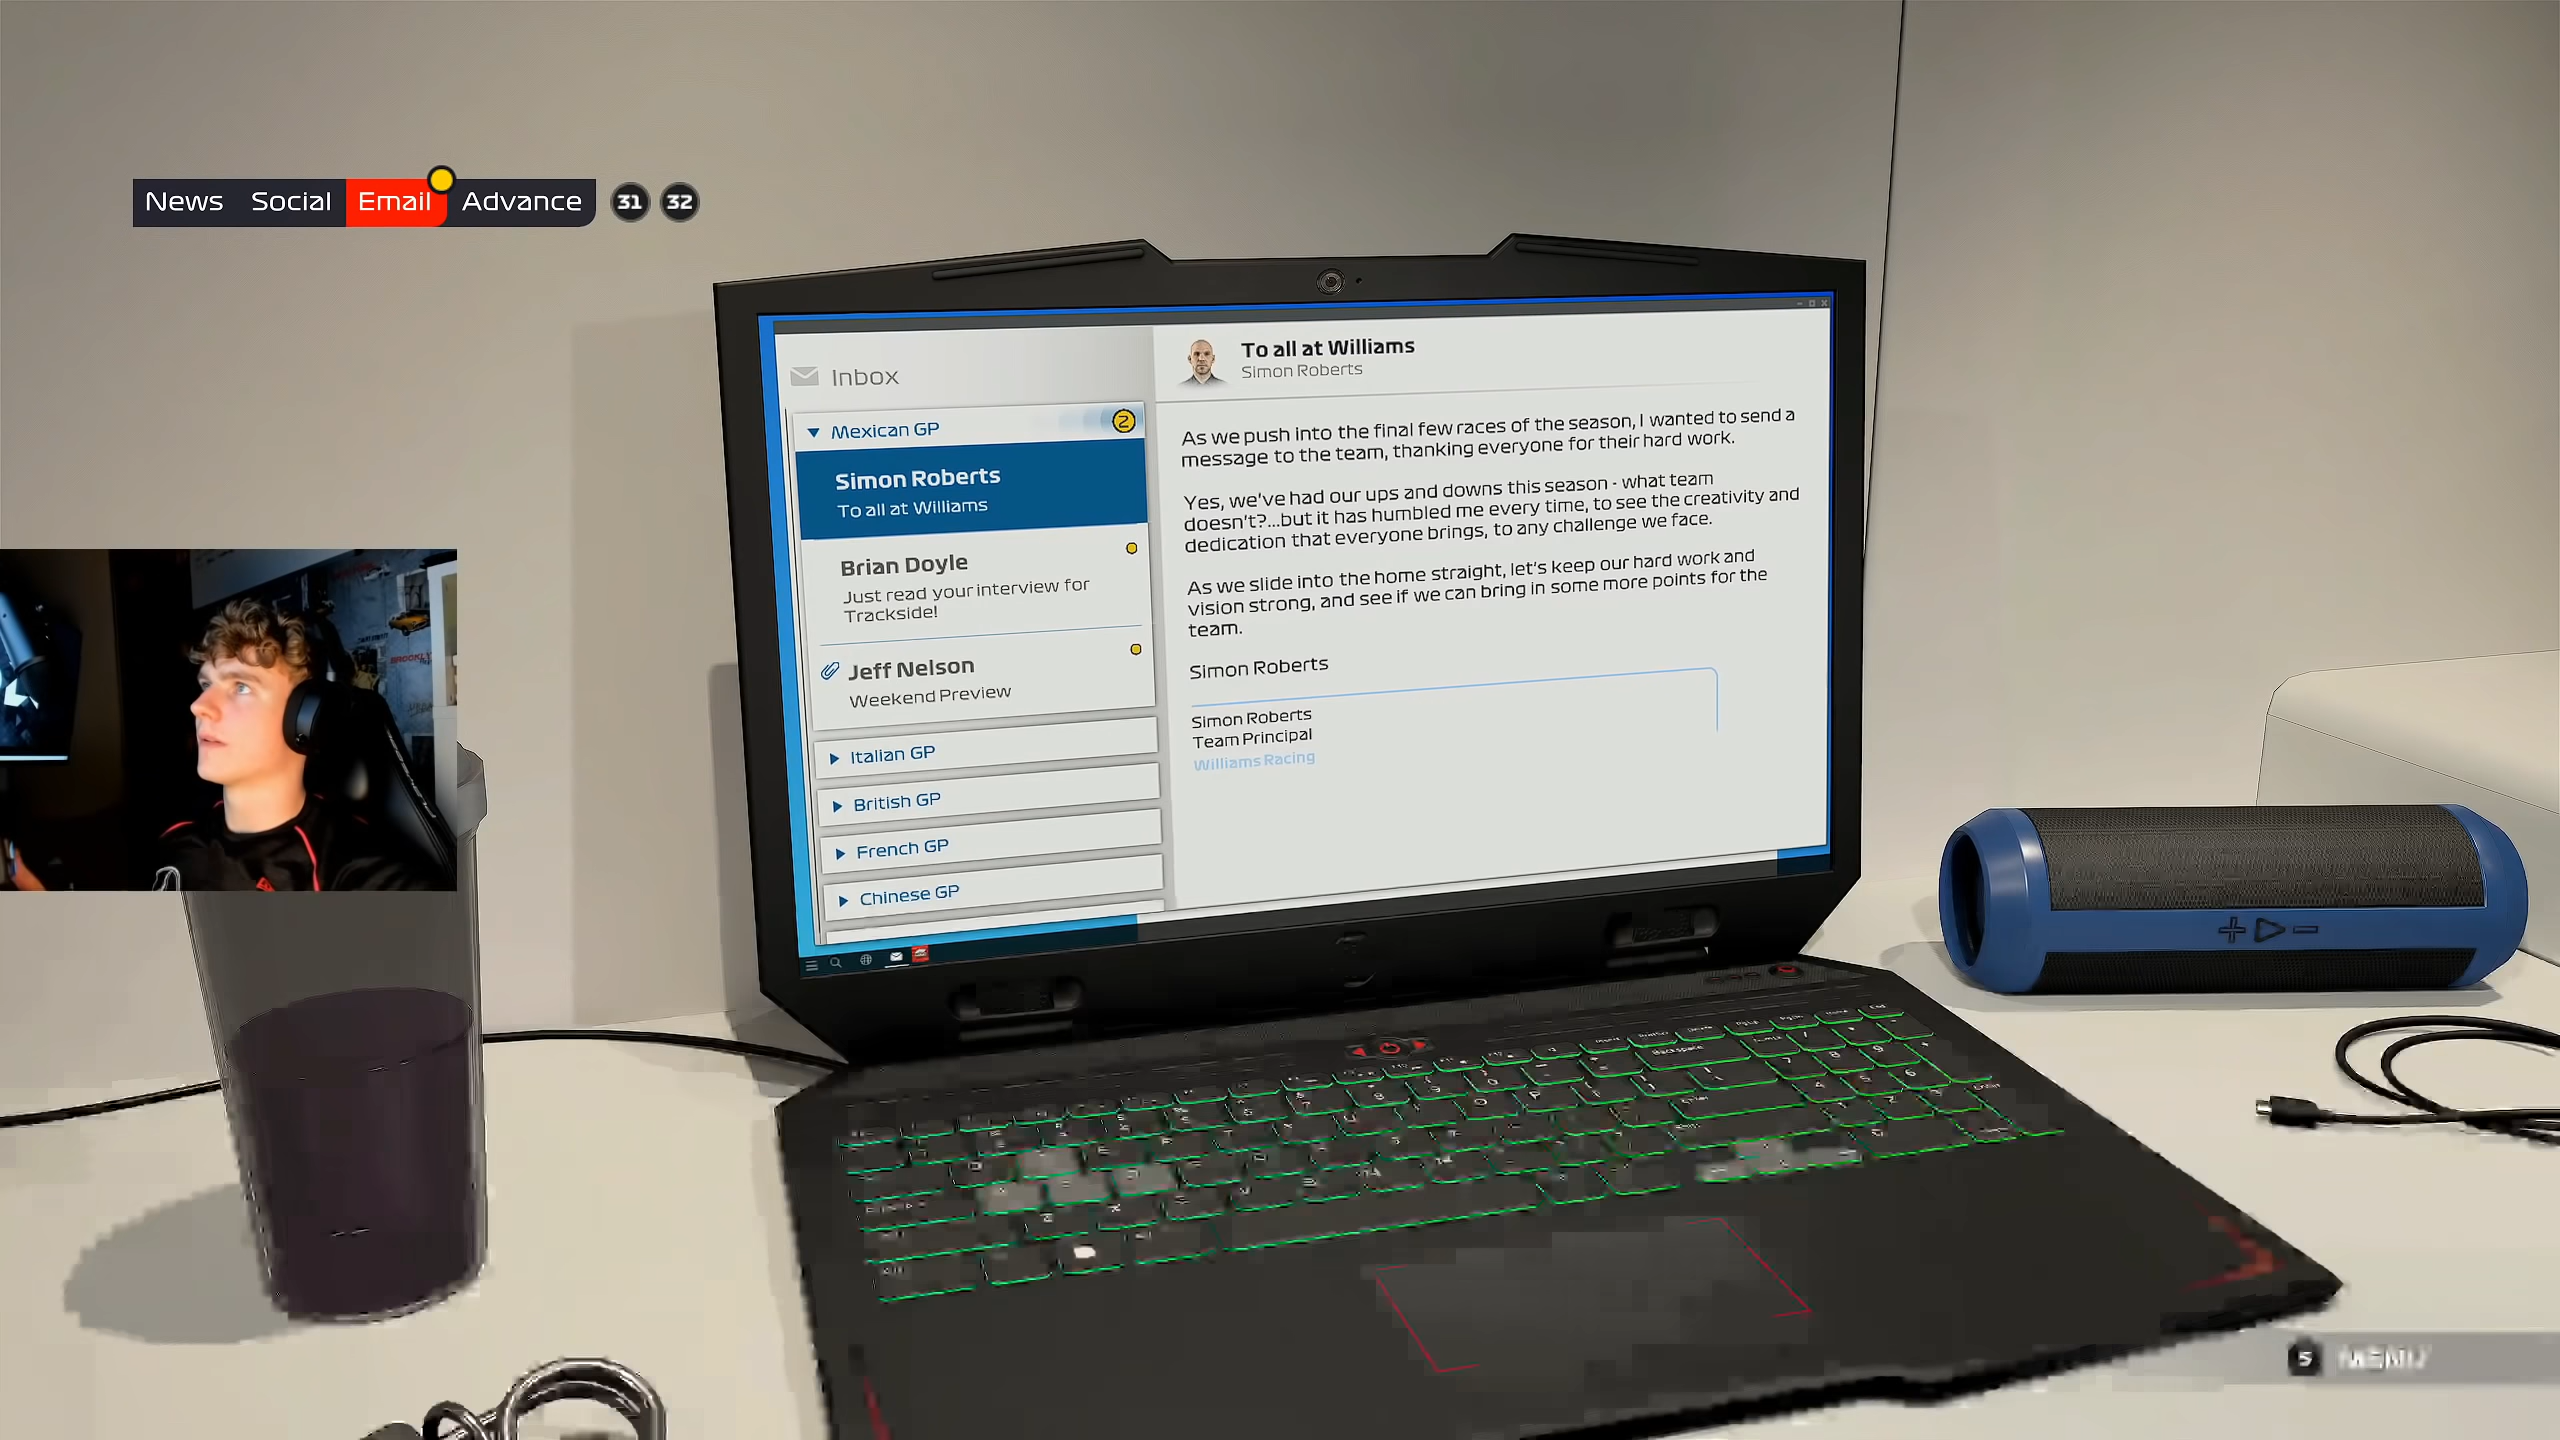 News Social Email Advance 31 32
Inbox
Mexican GP 2
Simon Roberts
To all at Williams
Brian Doyle
Just read your interview for
Trackside!
Jeff Nelson
Weekend Preview
Italian GP
British GP
French GP
Chinese GP
To all at Williams
Simon Roberts
As we push into the final few races of the season, I wanted to send a
message to the team, thanking everyone for their hard work.
Yes, we've had our ups and downs this season - what team
doesn't?...but it has humbled me every time, to see the creativity and
dedication that everyone brings, to any challenge we face.
As we slide into the home straight, let's keep our hard work and
vision strong, and see if we can bring in some more points for the
team.
Simon Roberts
Simon Roberts
Team Principal
Williams Racing
Backspace
S MENU